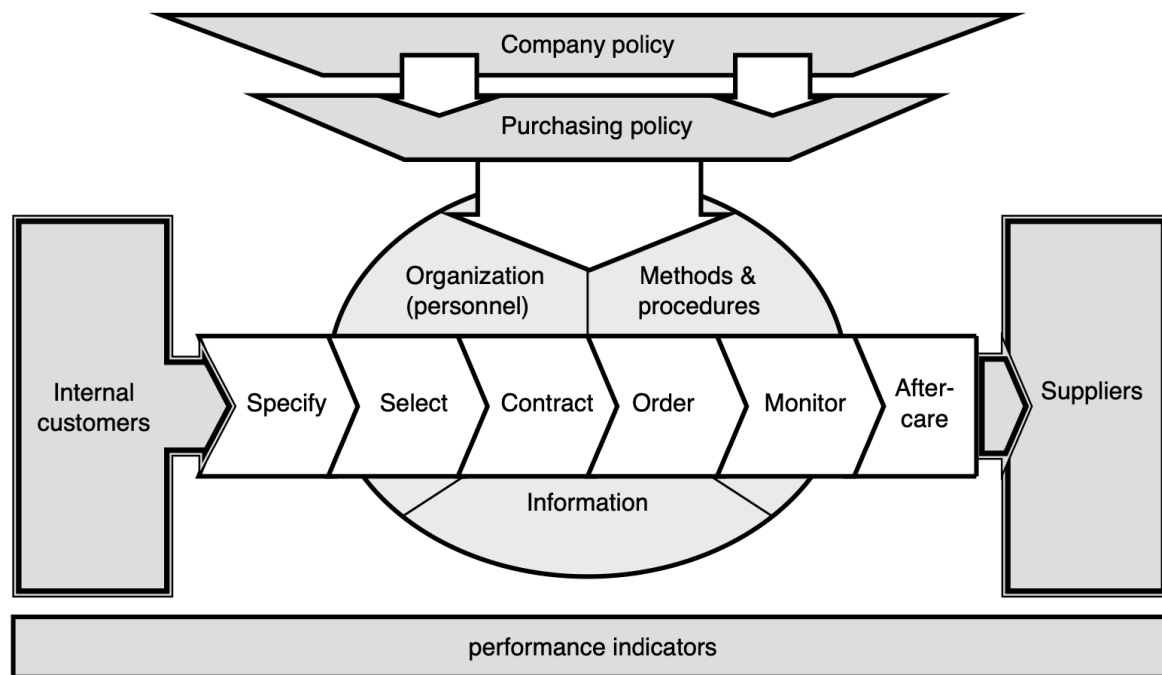 Company policy
Purchasing policy
Organization
(personnel)
Methods &
procedures
Internal
customers
Specify
Select
Contract
Order
Monitor
After-
care
Suppliers
Information
performance indicators